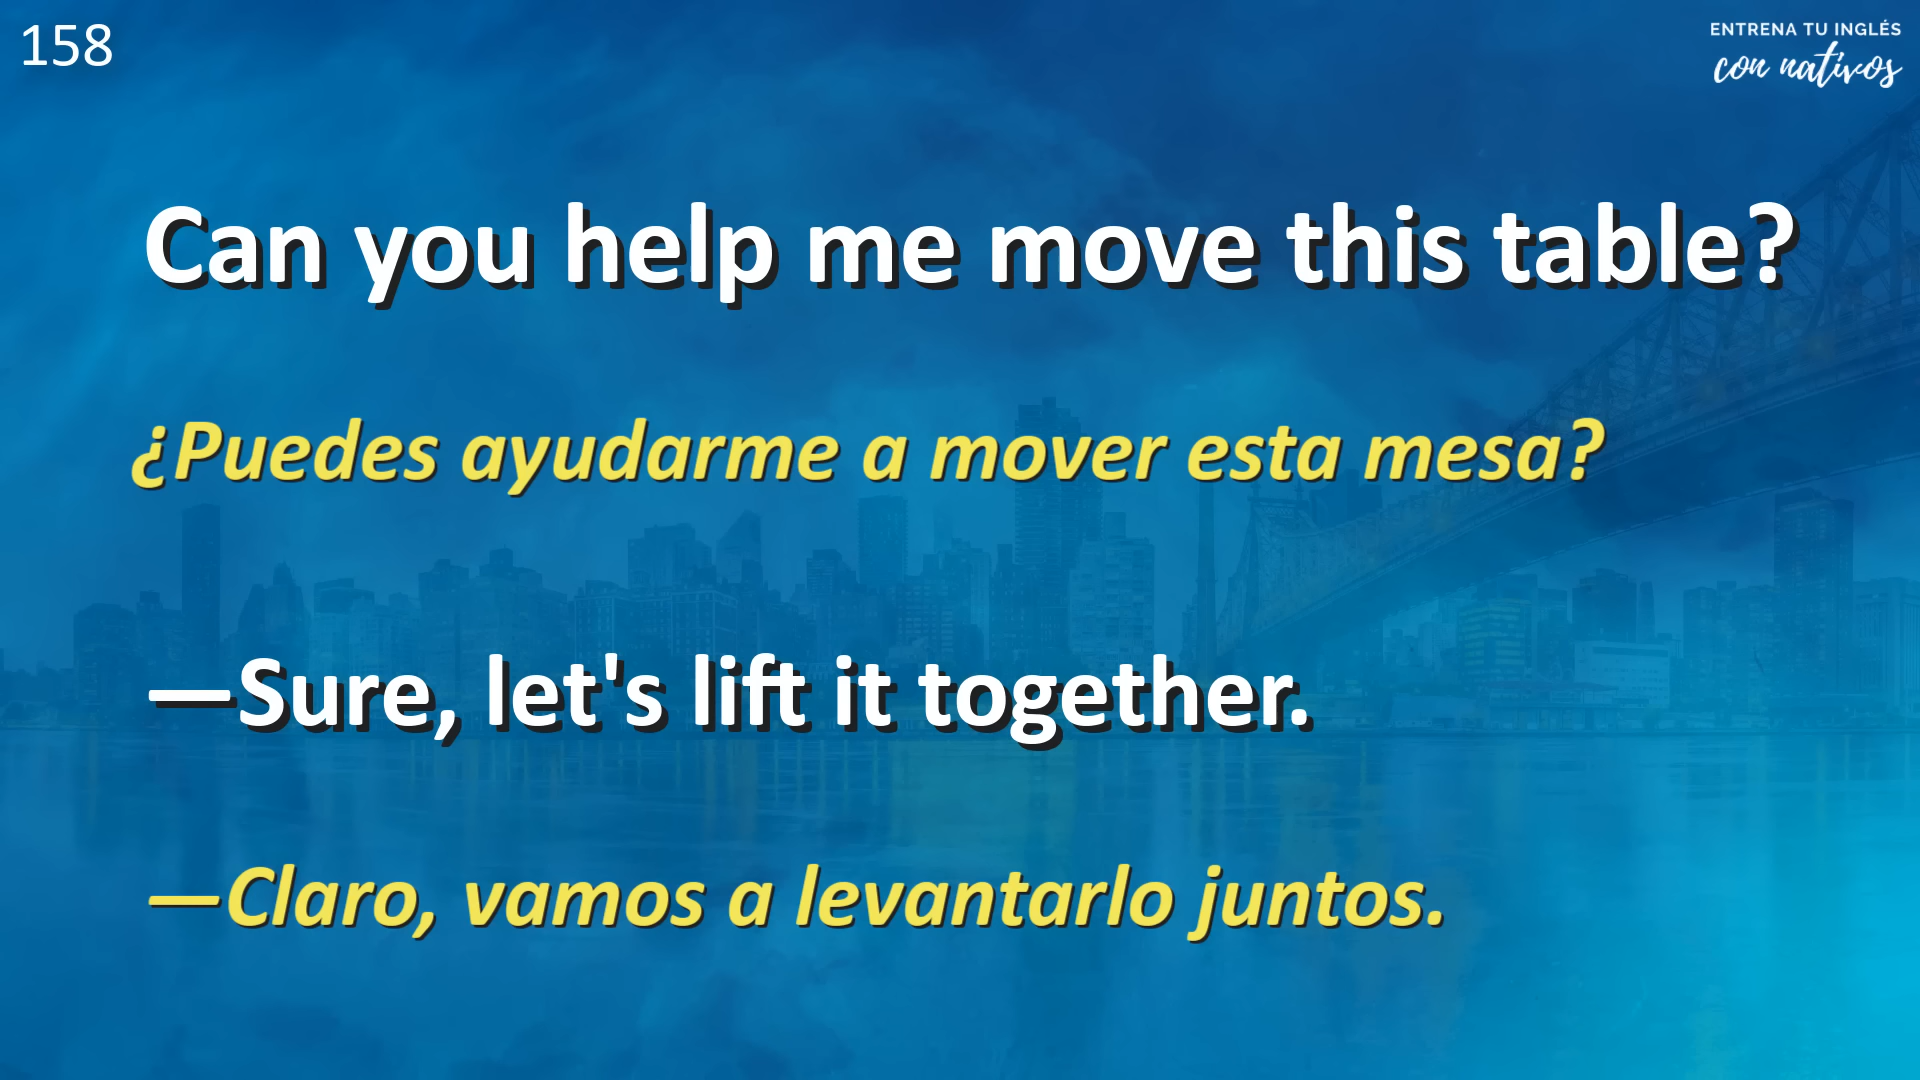 158
ENTRENA TU INGLÉS
con nativos
Can you help me move this table?
¿Puedes ayudarme a mover esta mesa?
—Sure, let's lift it together.
—Claro, vamos a levantarlo juntos.